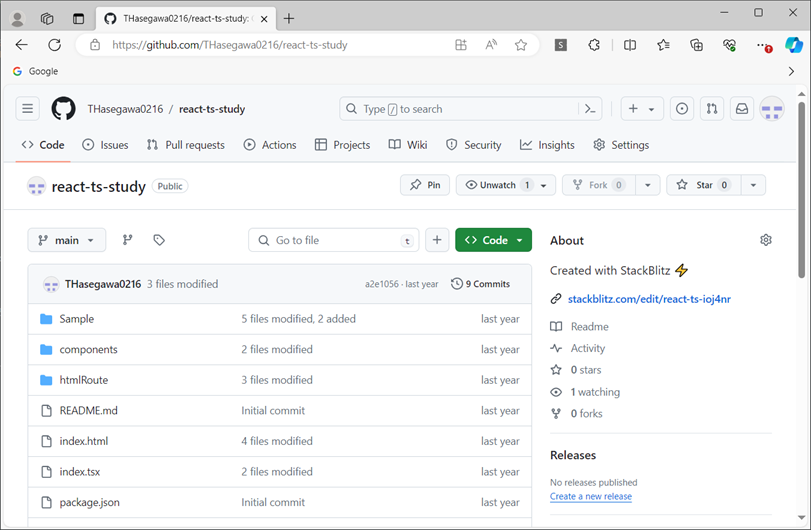 THasegawa0216/react-ts-study:
https://github.com/THasegawa0216/react-ts-study
Google
THasegawa0216 / react-ts-study
Type / to search
Code Issues Pull requests Actions Projects Wiki Security Insights Settings
react-ts-study Public
Pin Unwatch 1 Fork 0 Star 0
main Go to file t Code
About
Created with StackBlitz ⚡
stackblitz.com/edit/react-ts-ioj4nr
Readme
Activity
0 stars
1 watching
0 forks
Releases
No releases published
Create a new release
THasegawa0216 3 files modified a2e1056 · last year 9 Commits
Sample 5 files modified, 2 added last year
components 2 files modified last year
htmlRoute 3 files modified last year
README.md Initial commit last year
index.html 4 files modified last year
index.tsx 2 files modified last year
package.json Initial commit last year